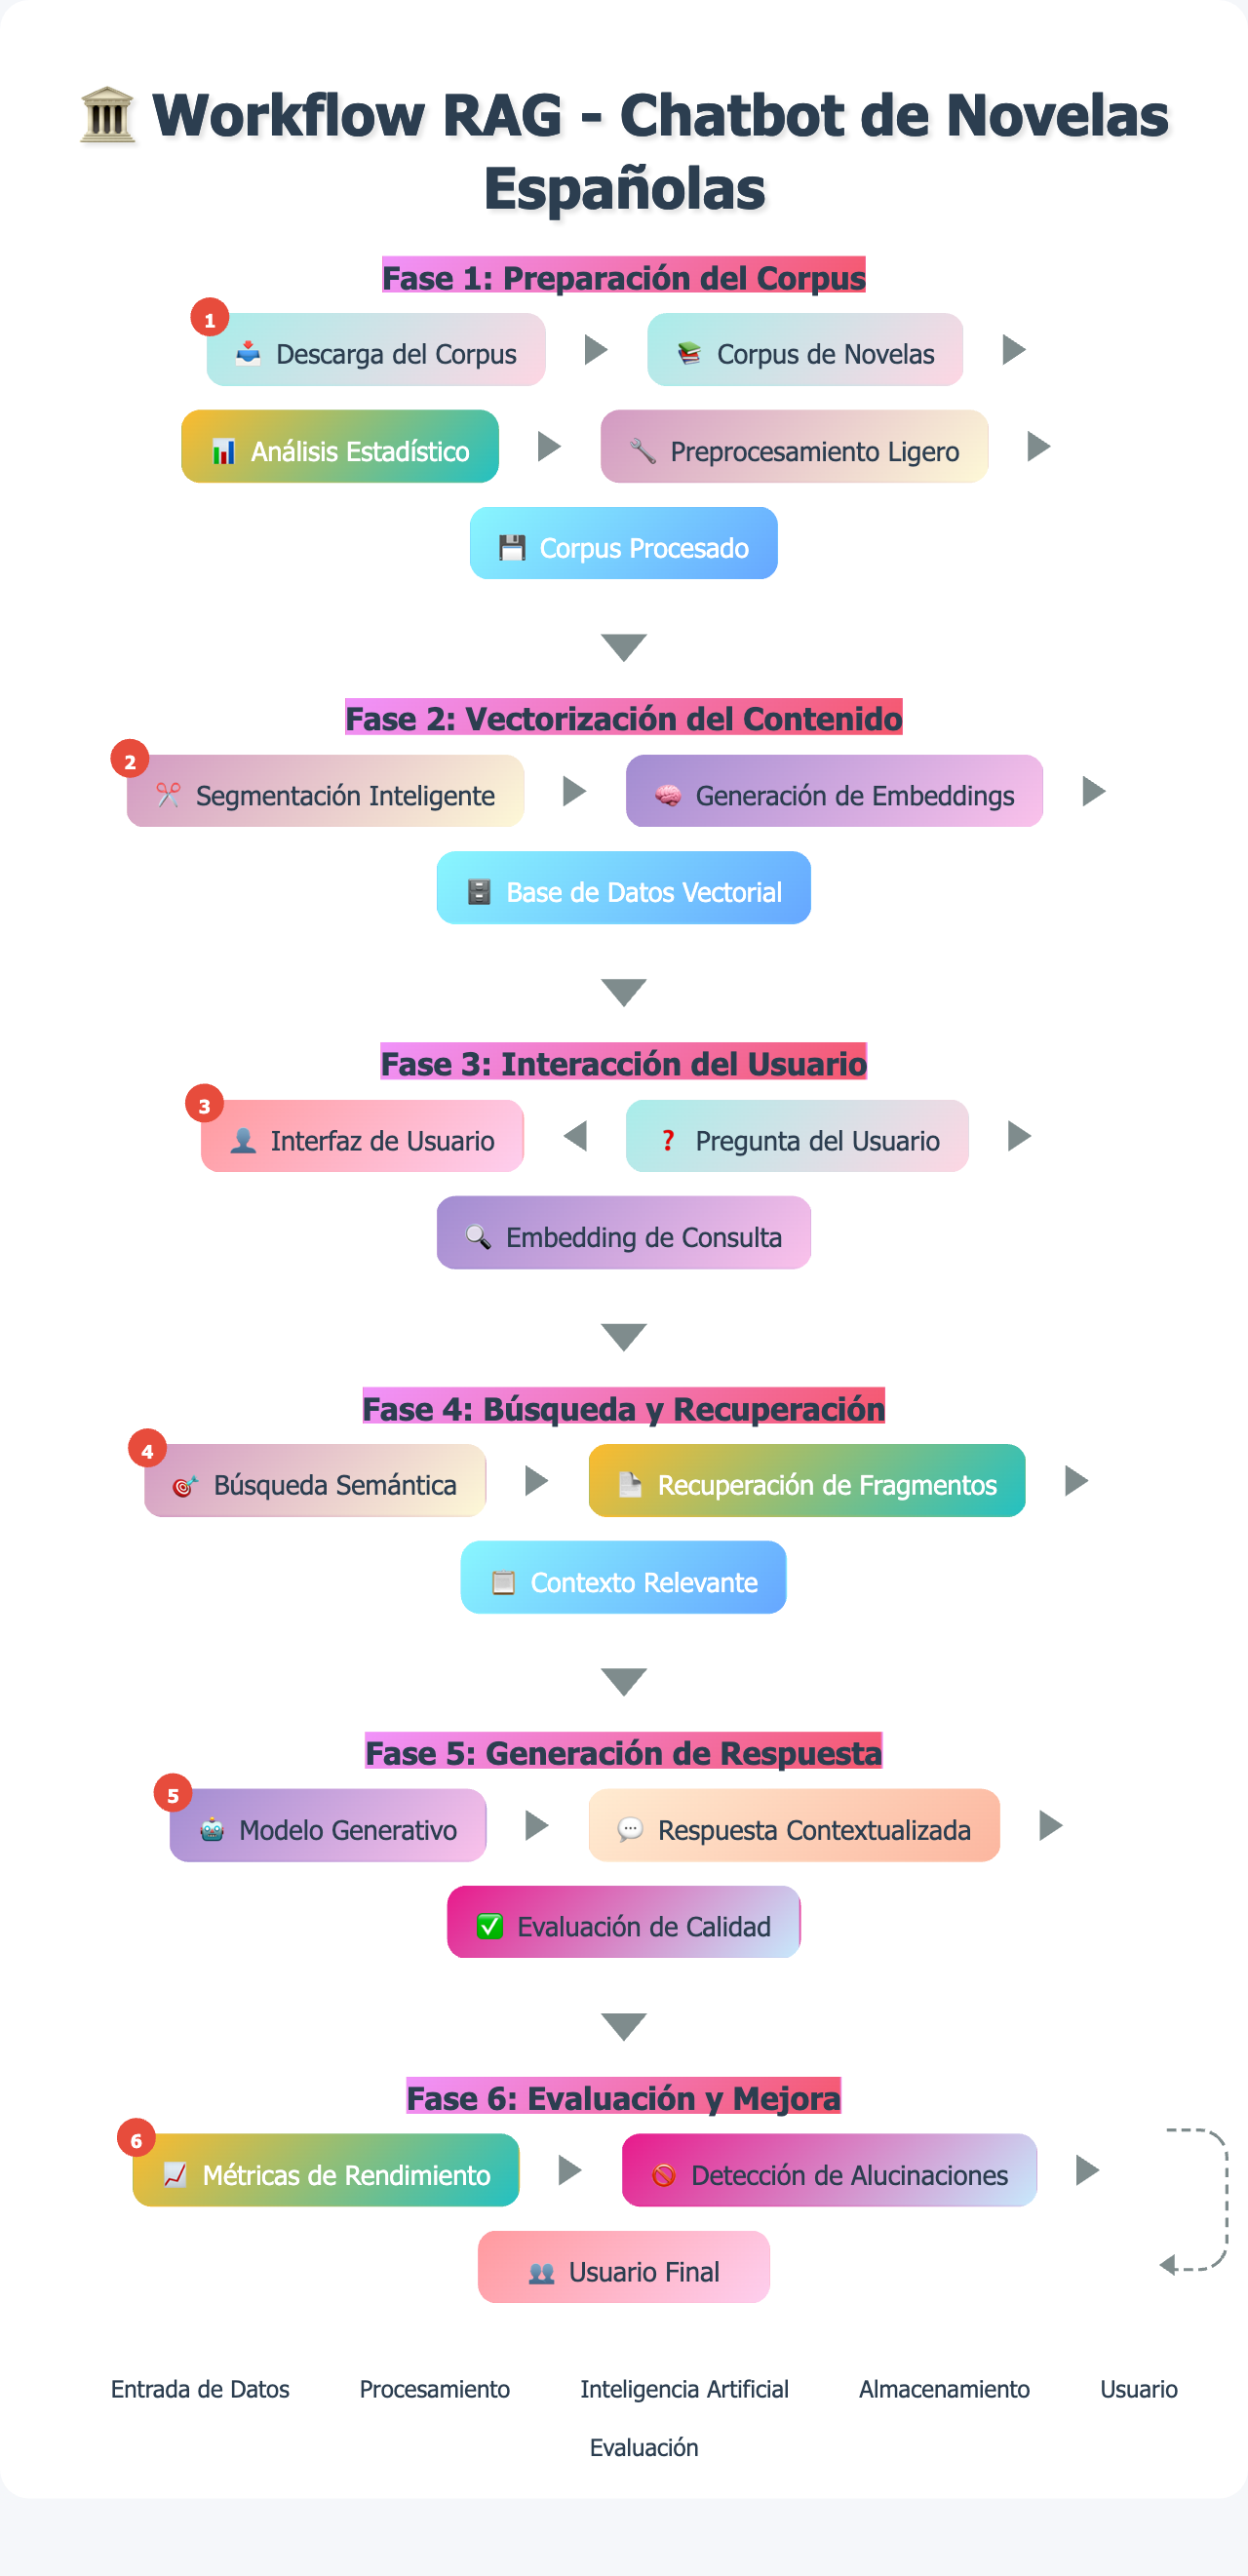 Workflow RAG - Chatbot de Novelas
Españolas
Fase 1: Preparación del Corpus
1
Descarga del Corpus
Corpus de Novelas
Análisis Estadístico
Preprocesamiento Ligero
Corpus Procesado
Fase 2: Vectorización del Contenido
2
Segmentación Inteligente
Generación de Embeddings
Base de Datos Vectorial
Fase 3: Interacción del Usuario
3
Interfaz de Usuario
Pregunta del Usuario
Embedding de Consulta
Fase 4: Búsqueda y Recuperación
4
Búsqueda Semántica
Recuperación de Fragmentos
Contexto Relevante
Fase 5: Generación de Respuesta
5
Modelo Generativo
Respuesta Contextualizada
Evaluación de Calidad
Fase 6: Evaluación y Mejora
6
Métricas de Rendimiento
Detección de Alucinaciones
Usuario Final
Entrada de Datos
Procesamiento
Inteligencia Artificial
Almacenamiento
Usuario
Evaluación